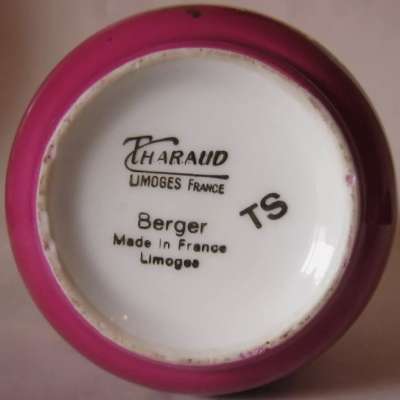 THARAUD
LIMOGES FRANCE
TS
Berger
Made In France
Limoges